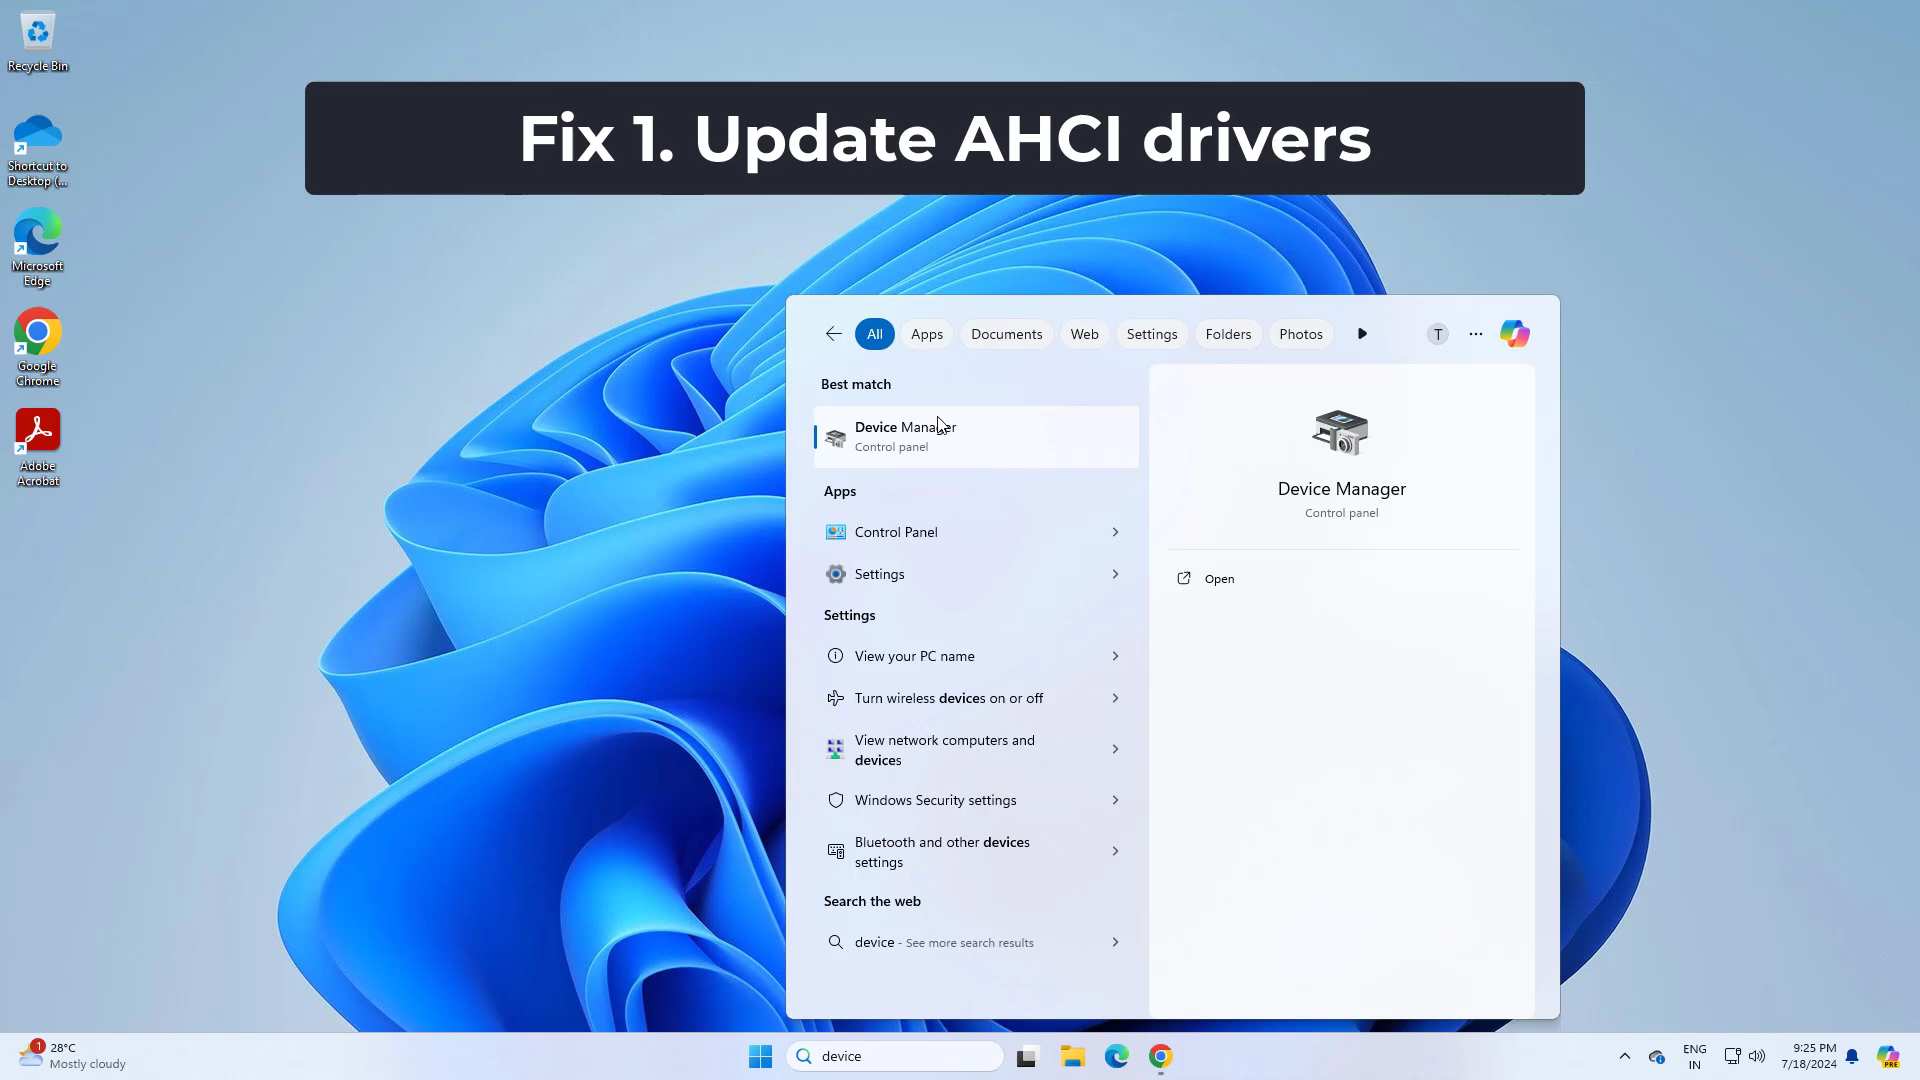 Recycle Bin
Shortcut to
Desktop (...
Microsoft
Edge
Google
Chrome
Adobe
Acrobat
Fix 1. Update AHCI drivers
All
Apps
Documents
Web
Settings
Folders
Photos
T
Best match
Device Manager
Control panel
Apps
Control Panel
Settings
Settings
View your PC name
Turn wireless devices on or off
View network computers and
devices
Windows Security settings
Bluetooth and other devices
settings
Search the web
device - See more search results
Device Manager
Control panel
Open
1
28°C
Mostly cloudy
device
ENG
IN
9:25 PM
7/18/2024
PRE